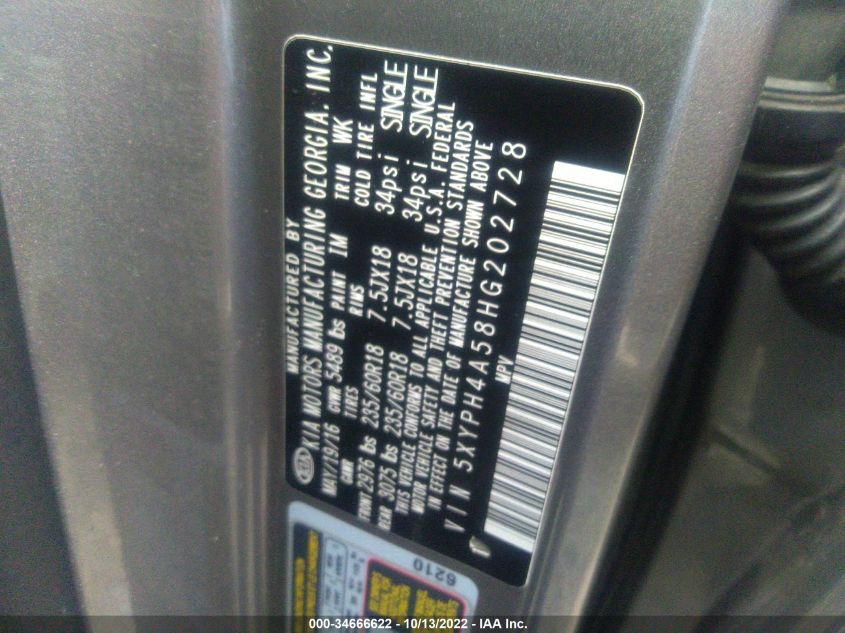 MANUFACTURED BY
KIA KIA MOTORS MANUFACTURING GEORGIA, INC.
MAY/19/16 GVWR 5489 lbs PAINT IM TRIM WK
GAWR TIRES RIMS COLD TIRE INFL
FRONT 2976 lbs 235/60R18 7.5JX18 34psi SINGLE
REAR 3075 lbs 235/60R18 7.5JX18 34psi SINGLE
THIS VEHICLE CONFORMS TO ALL APPLICABLE U.S.A. FEDERAL
MOTOR VEHICLE SAFETY AND THEFT PREVENTION STANDARDS
IN EFFECT ON THE DATE OF MANUFACTURE SHOWN ABOVE
VIN 5XYPH4A58HG202728
MPV
6210
000-34666622 - 10/13/2022 - IAA Inc.